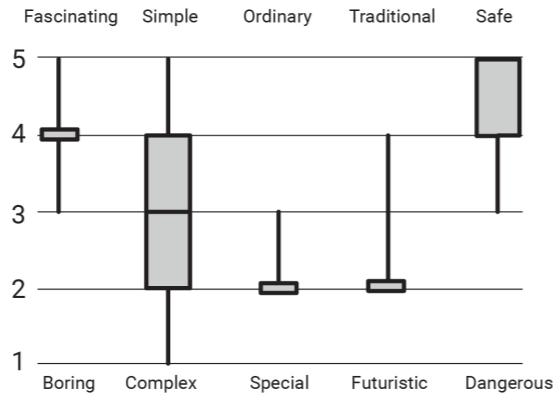 Fascinating Simple Ordinary Traditional Safe
5
4
3
2
1
Boring Complex Special Futuristic Dangerous